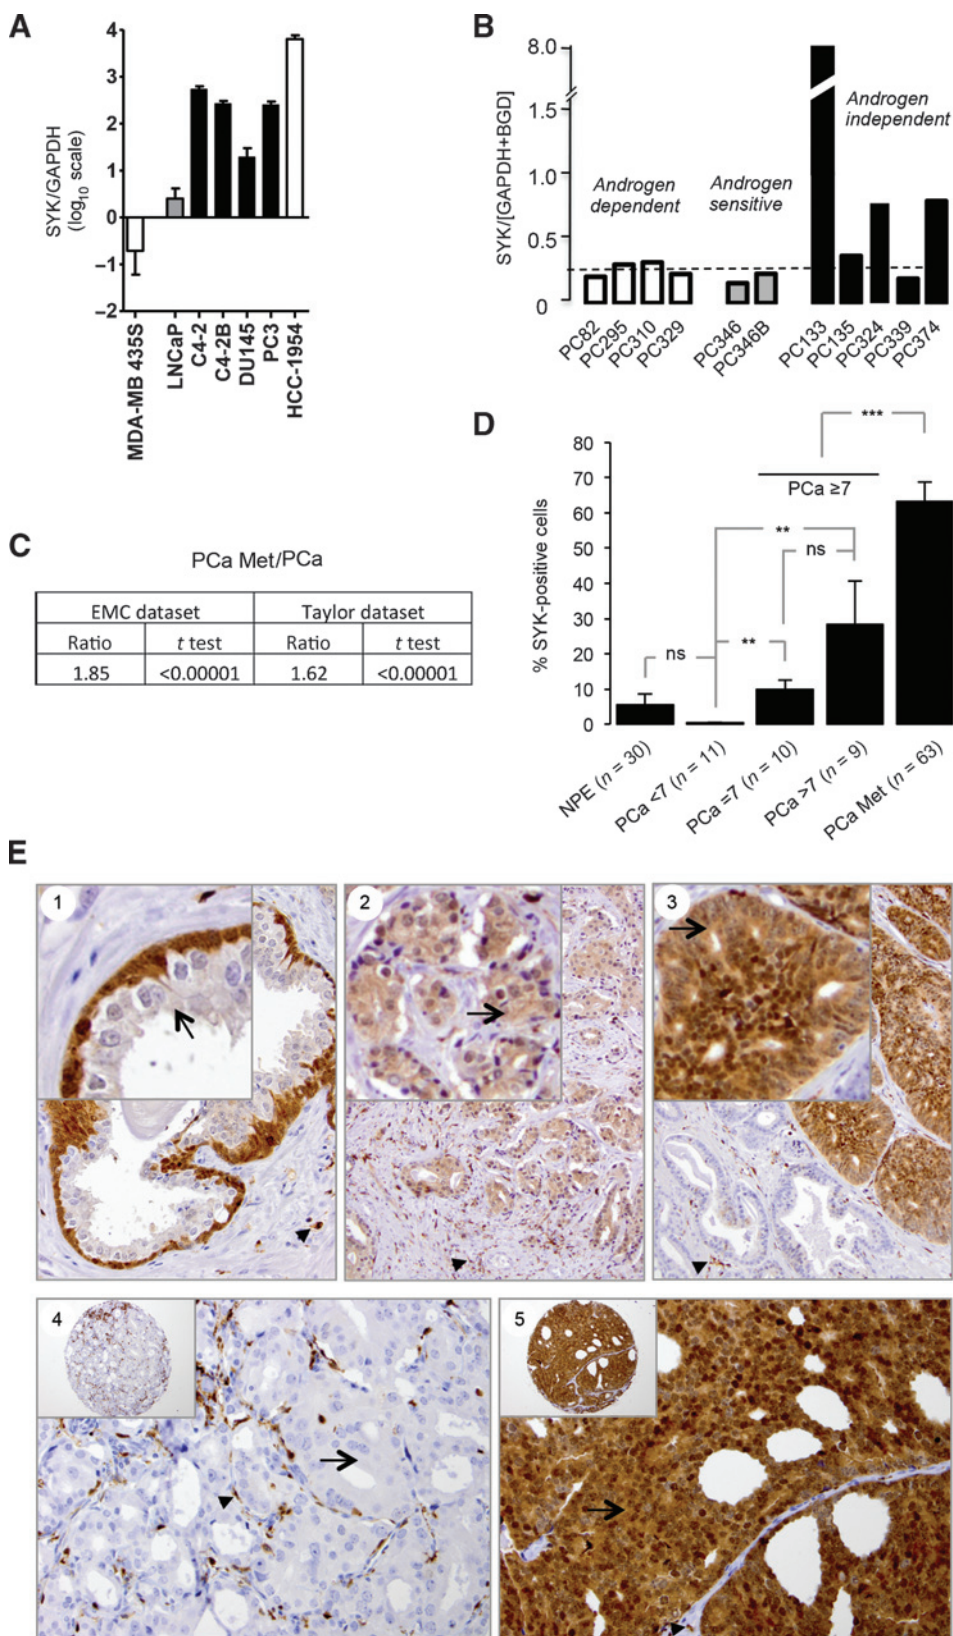 A
SYK/GAPDH
(log10 scale)
4
3
2
1
0
−1
−2
MDA-MB 435S
LNCaP
C4-2
C4-2B
DU145
PC3
HCC-1954
B
SYK/[GAPDH+BGD]
8.0
1.5
1.0
0.5
0
Androgen
dependent
Androgen
sensitive
Androgen
independent
PC82
PC295
PC310
PC329
PC346
PC346B
PC133
PC135
PC324
PC339
PC374
C
PCa Met/PCa
EMC dataset Taylor dataset
Ratio t test Ratio t test
1.85 <0.00001 1.62 <0.00001
D
% SYK-positive cells
80
70
60
50
40
30
20
10
0
***
PCa ≥7
**
ns
ns
**
NPE (n = 30)
PCa <7 (n = 11)
PCa =7 (n = 10)
PCa >7 (n = 9)
PCa Met (n = 63)
E
1
2
3
4
5